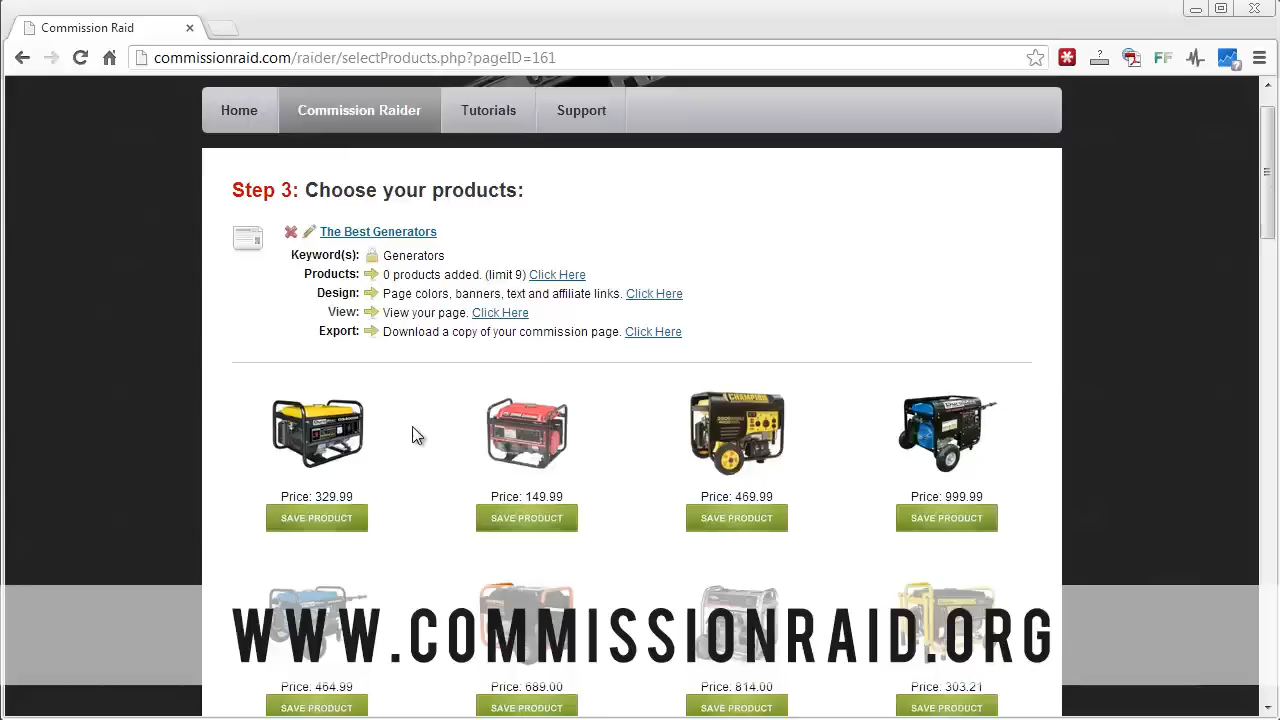 Commission Raid
commissionraid.com/raider/selectProducts.php?pageID=161
Home Commission Raider Tutorials Support
Step 3: Choose your products:
The Best Generators
Keyword(s): Generators
Products: 0 products added. (limit 9) Click Here
Design: Page colors, banners, text and affiliate links. Click Here
View: View your page. Click Here
Export: Download a copy of your commission page. Click Here
CHAMPION
Price: 329.99 Price: 149.99 Price: 469.99 Price: 999.99
SAVE PRODUCT SAVE PRODUCT SAVE PRODUCT SAVE PRODUCT
WWW.COMMISSIONRAID.ORG
Price: 464.99 Price: 689.00 Price: 814.00 Price: 303.21
SAVE PRODUCT SAVE PRODUCT SAVE PRODUCT SAVE PRODUCT